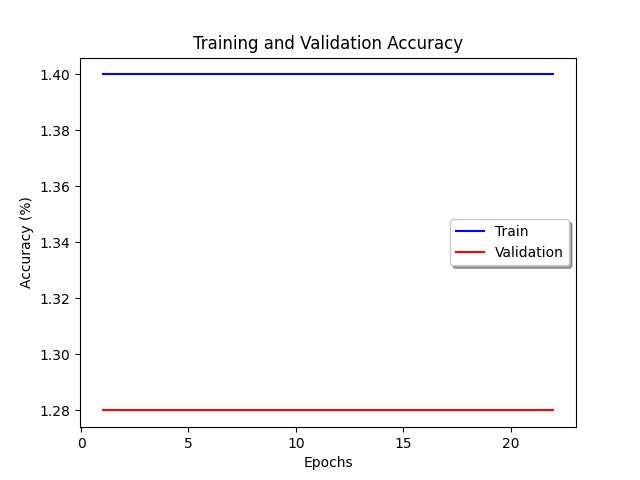 Training and Validation Accuracy
1.40
1.38
1.36
1.34
1.32
1.30
1.28
Accuracy (%)
Train
Validation
0 5 10 15 20
Epochs